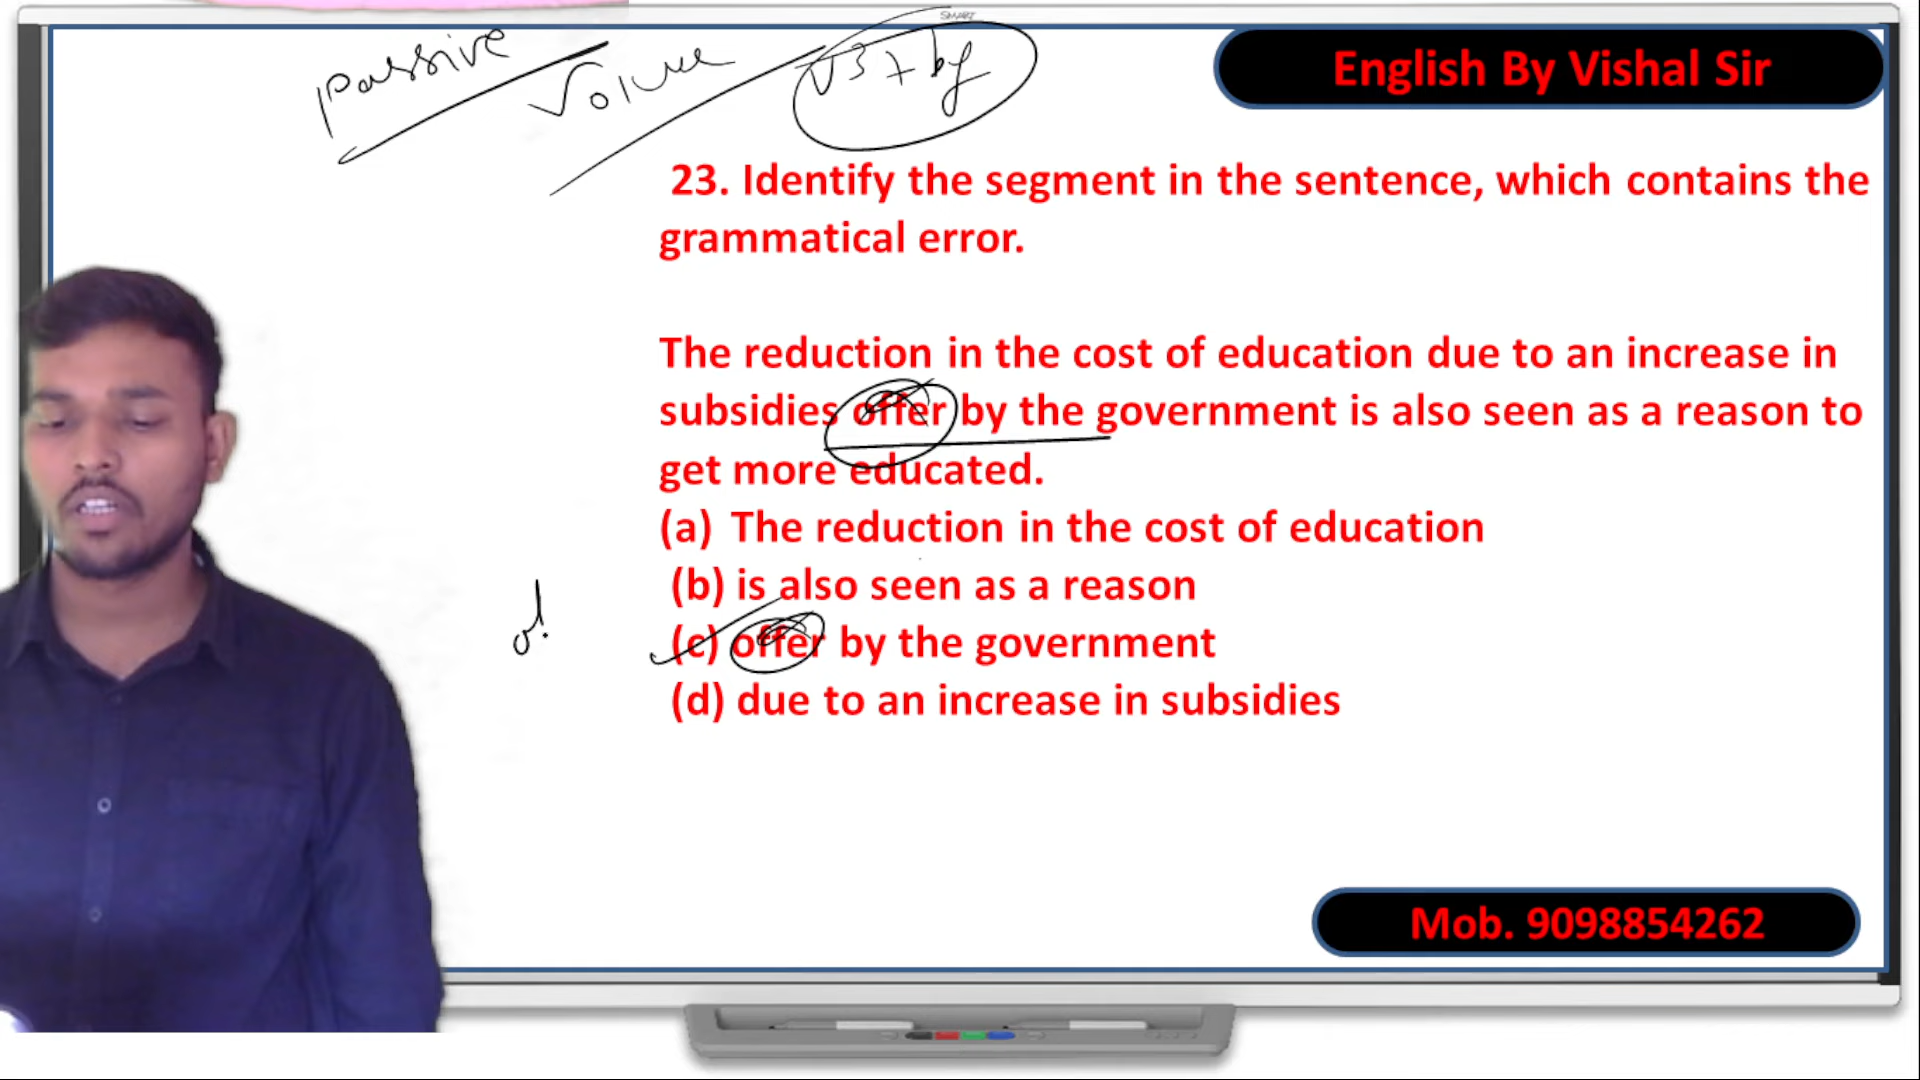 SMART
passive
Voice
V3 + by
English By Vishal Sir
23. Identify the segment in the sentence, which contains the
grammatical error.
The reduction in the cost of education due to an increase in
subsidies offer by the government is also seen as a reason to
get more educated.
(a) The reduction in the cost of education
(b) is also seen as a reason
(c) offer by the government
(d) due to an increase in subsidies
Mob. 9098854262